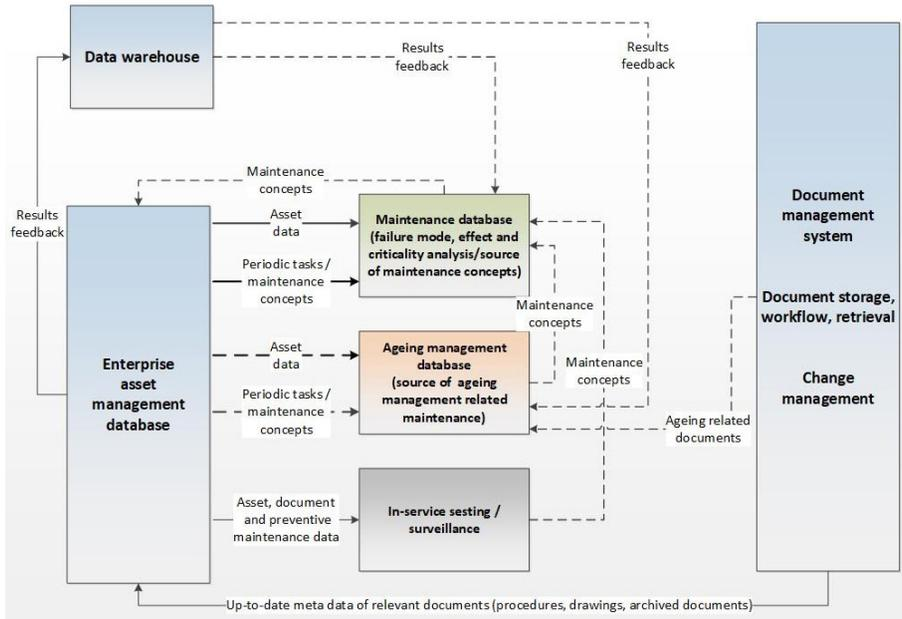 Data warehouse
Results
feedback
Results
feedback
Document
management
system
Document storage,
workflow, retrieval
Change
management
Maintenance
concepts
Results
feedback
Asset
data
Maintenance database
(failure mode, effect and
criticality analysis/source
of maintenance concepts)
Periodic tasks /
maintenance
concepts
Maintenance
concepts
Enterprise
asset
management
database
Asset
data
Ageing management
database
(source of ageing
management related
maintenance)
Maintenance
concepts
Periodic tasks /
maintenance
concepts
Ageing related
documents
Asset, document
and preventive
maintenance data
In-service sesting /
surveillance
Up-to-date meta data of relevant documents (procedures, drawings, archived documents)